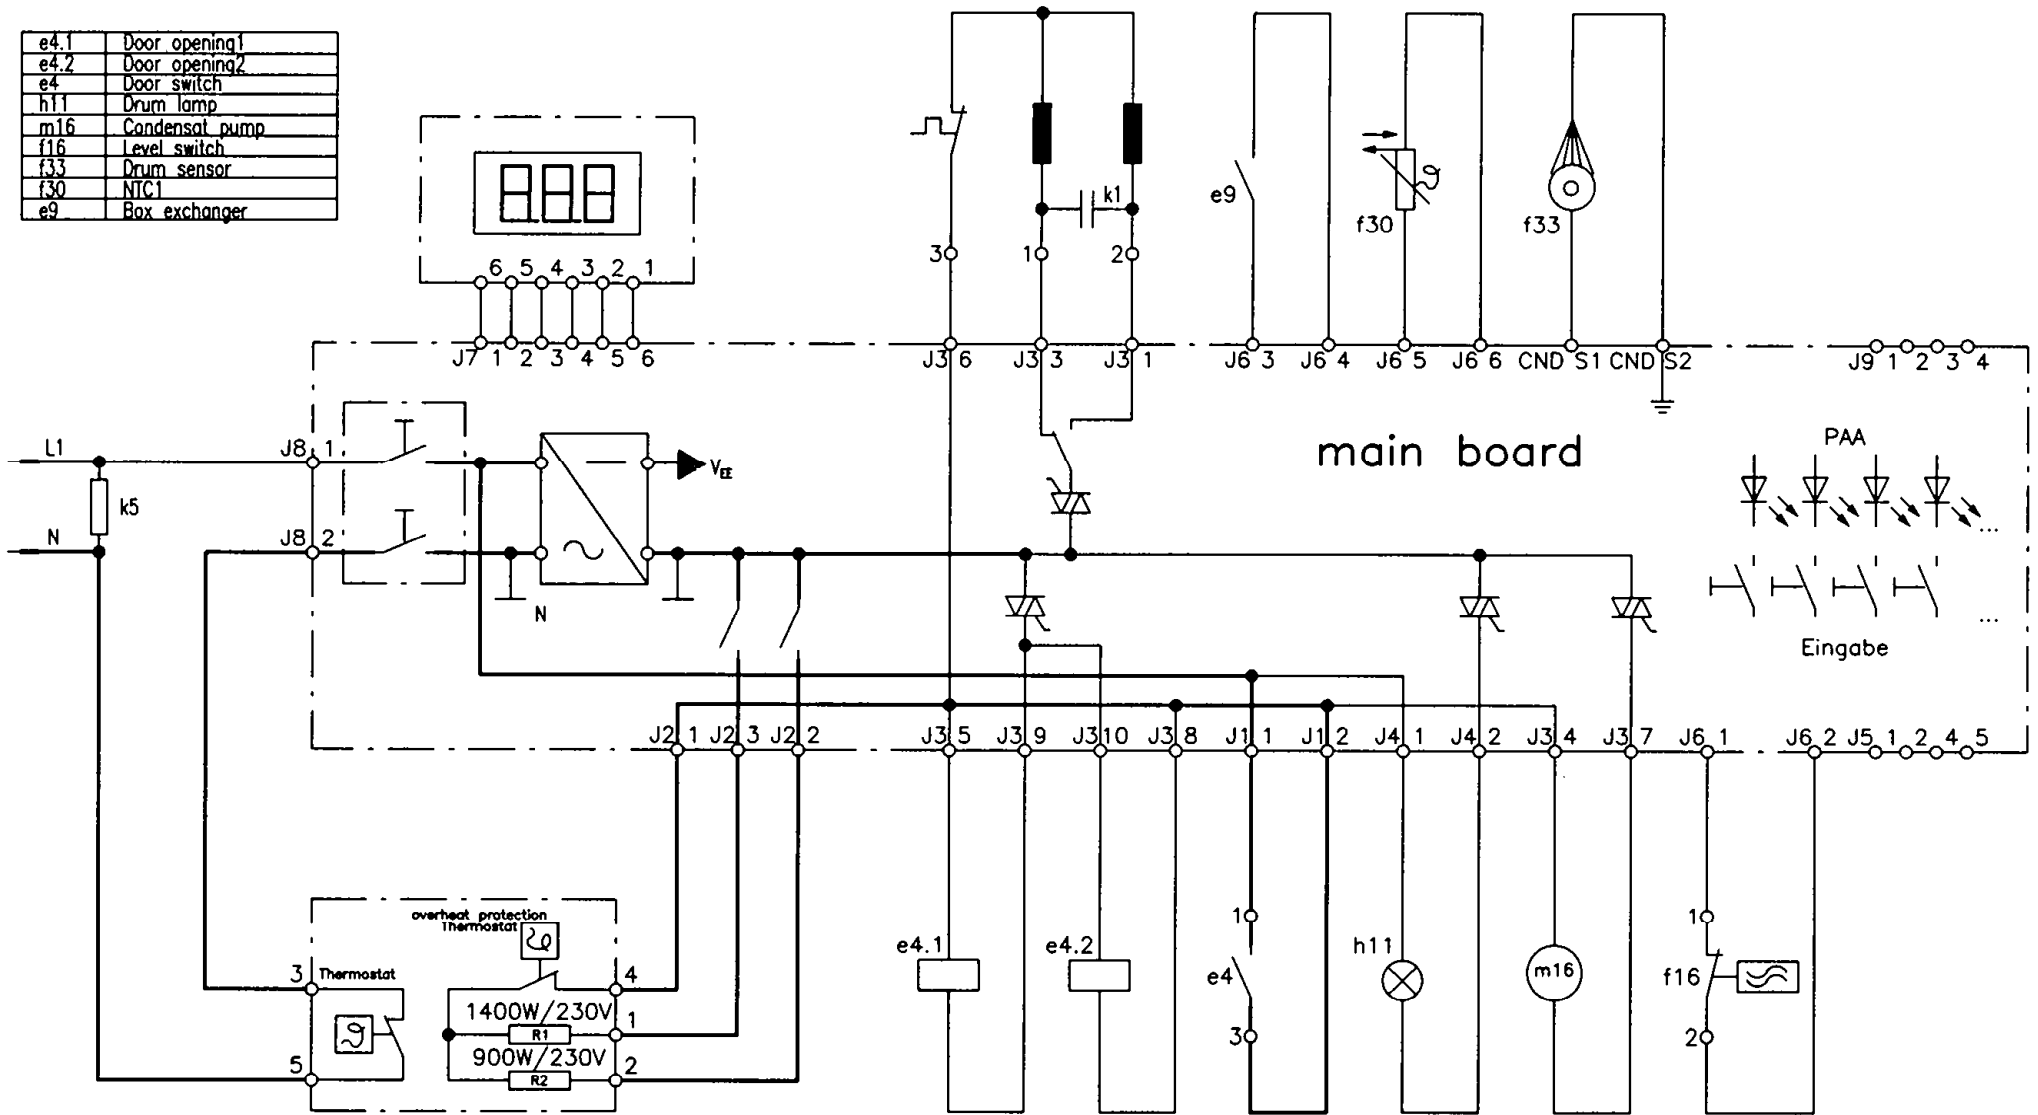 e4.1 Door opening1
e4.2 Door opening2
e4 Door switch
h11 Drum lamp
m16 Condensat pump
f16 Level switch
f33 Drum sensor
f30 NTC1
e9 Box exchanger
888
6 5 4 3 2 1
J7 1 2 3 4 5 6
k1
3 1 2
e9
f30
f33
J3 6 J3 3 J3 1 J6 3 J6 4 J6 5 J6 6 CND S1 CND S2 J9 1 2 3 4
L1
J8 1
VEE
k5
N
J8 2
N
main board
PAA
...
...
Eingabe
J2 1 J2 3 J2 2 J3 5 J3 9 J3 10 J3 8 J1 1 J1 2 J4 1 J4 2 J3 4 J3 7 J6 1 J6 2 J5 1 2 4 5
overheat protection
Thermostat
3 Thermostat
4
1400W/230V
R1
1
900W/230V
R2
2
5
e4.1
e4.2
1
e4
3
h11
m16
1
f16
2